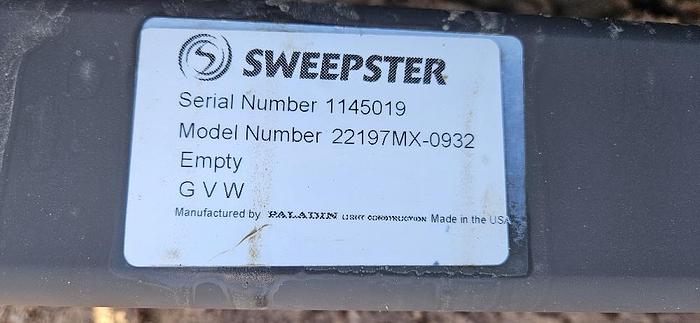 SWEEPSTER
Serial Number 1145019
Model Number 22197MX-0932
Empty
G V W
Manufactured by PALADIN LIGHT CONSTRUCTION Made in the USA